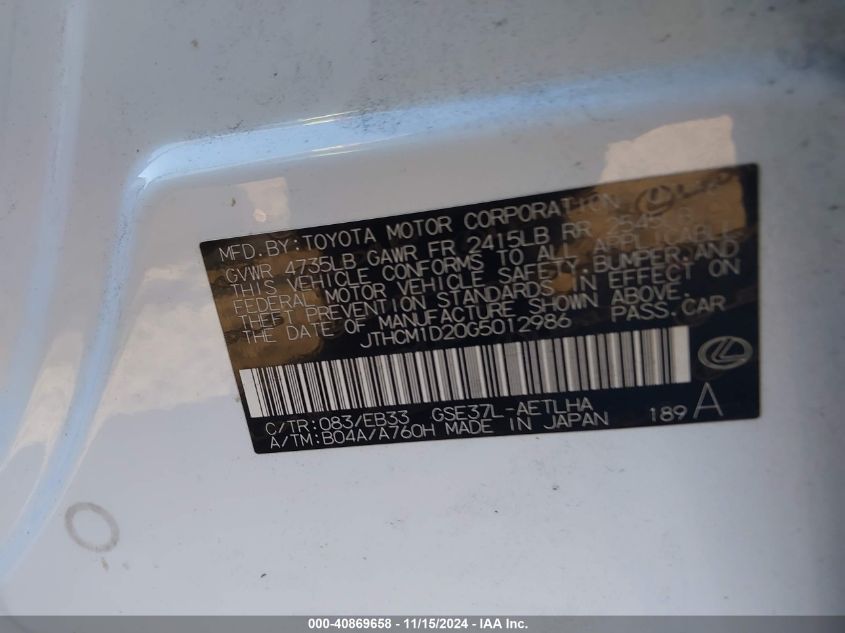 MFD. BY: TOYOTA MOTOR CORPORATION
GVWR 4735LB GAWR FR 2415LB RR 2545LB
THIS VEHICLE CONFORMS TO ALL APPLICABLE
FEDERAL MOTOR VEHICLE SAFETY, BUMPER, AND
THEFT PREVENTION STANDARDS IN EFFECT ON
THE DATE OF MANUFACTURE SHOWN ABOVE.
JTHCM1D20G5012986 PASS. CAR
C/TR: 083/EB33 GSE37L-AETLHA
A/TM: B04A/A760H MADE IN JAPAN 189 A
000-40869658 - 11/15/2024 - IAA Inc.